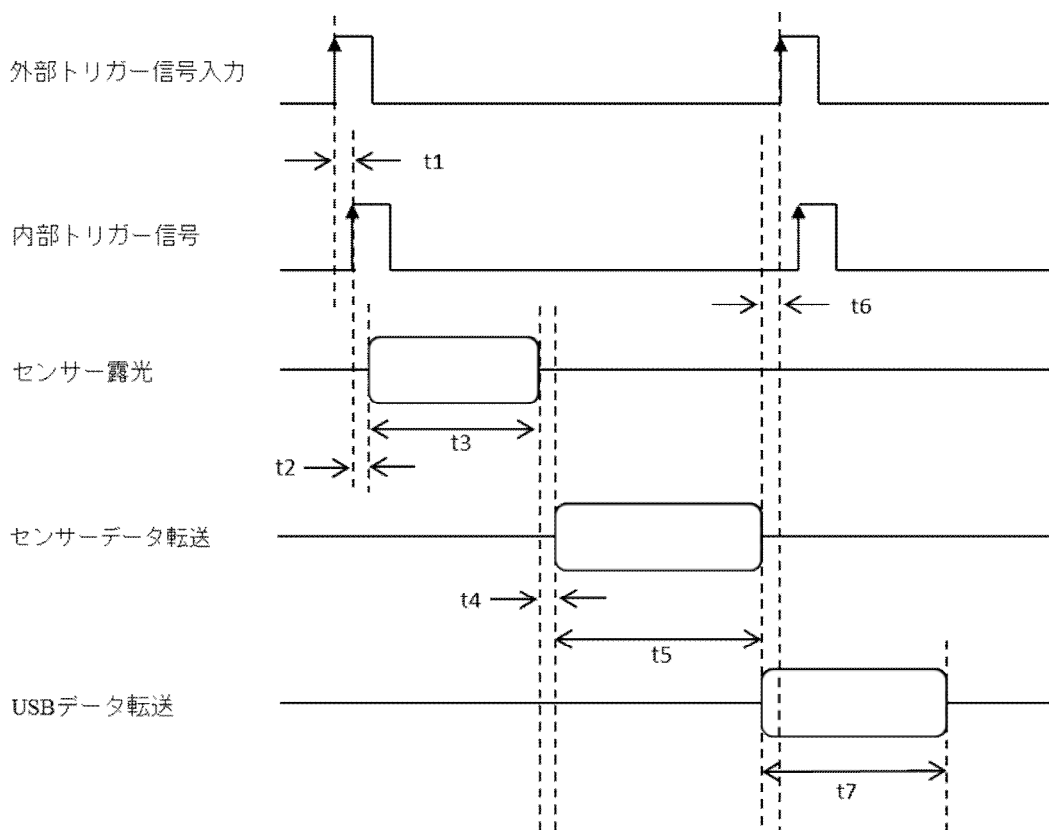 外部トリガー信号入力
t1
内部トリガー信号
t6
センサー露光
t3
t2
センサーデータ転送
t4
t5
USBデータ転送
t7